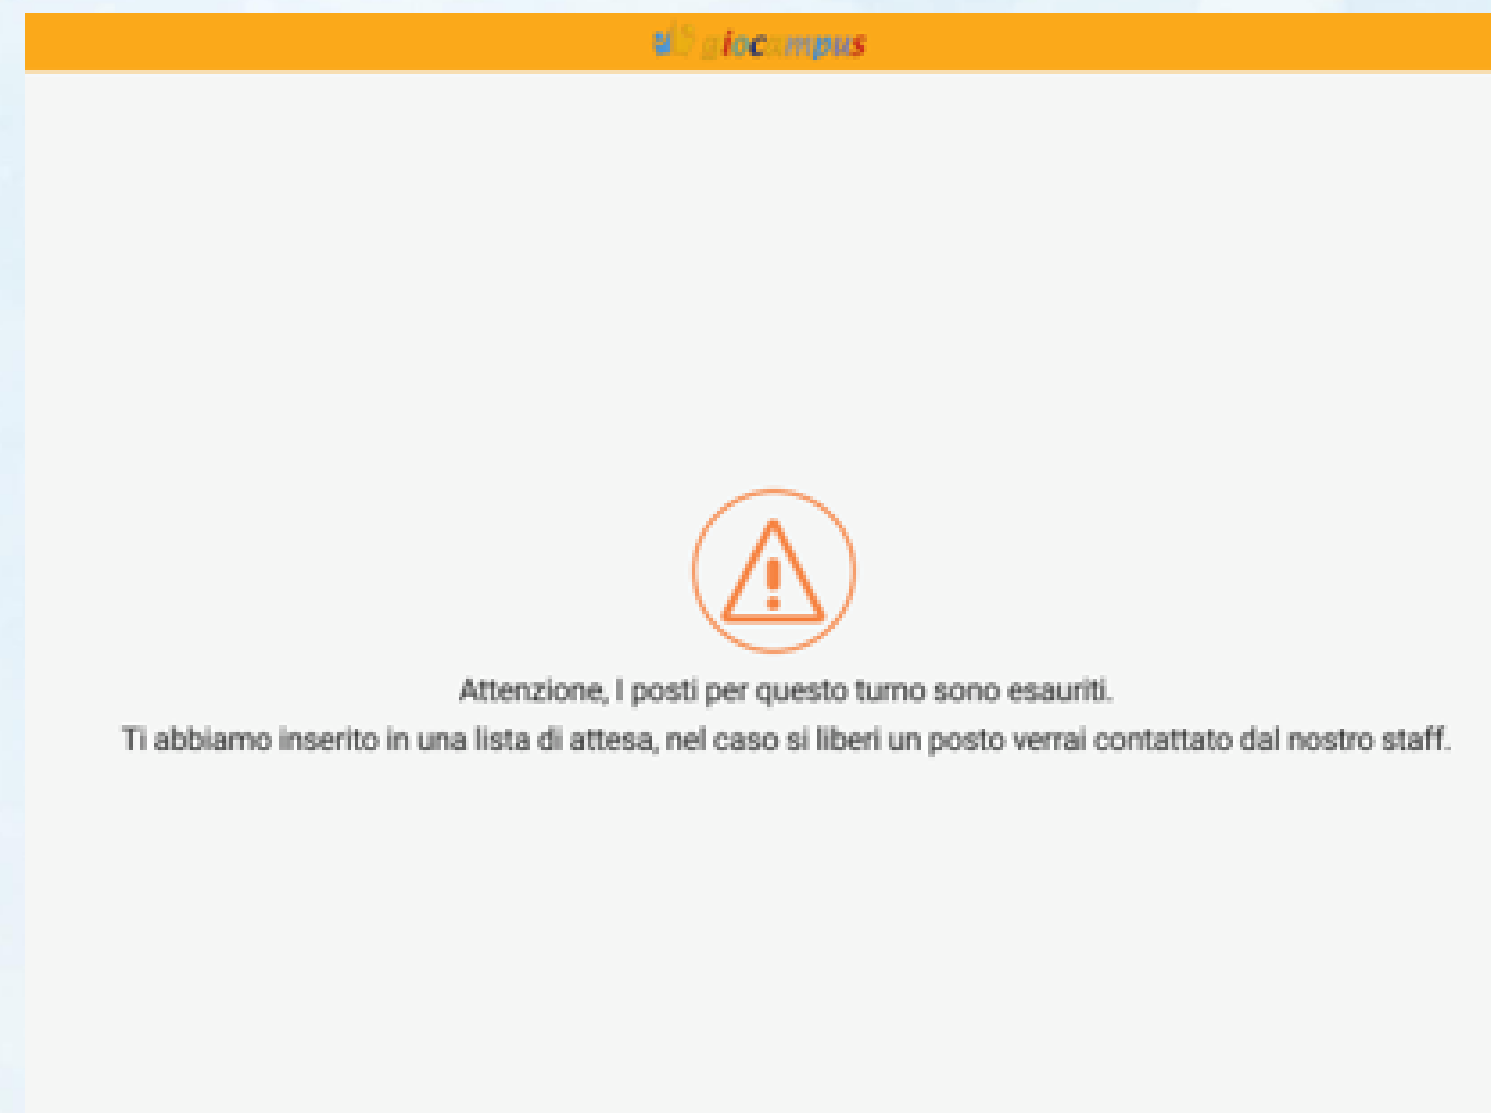 giocampus
Attenzione, I posti per questo turno sono esauriti.
Ti abbiamo inserito in una lista di attesa, nel caso si liberi un posto verrai contattato dal nostro staff.